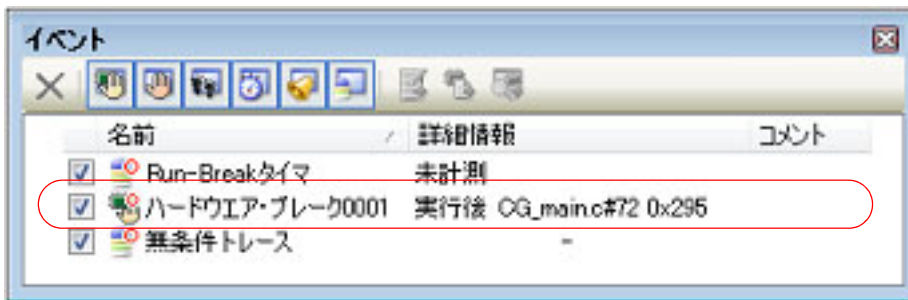 イベント
名前 詳細情報 コメント
Run-Breakタイマ 未計測
ハードウエア・ブレーク0001 実行後 CG_main.c#72 0x295
無条件トレース -